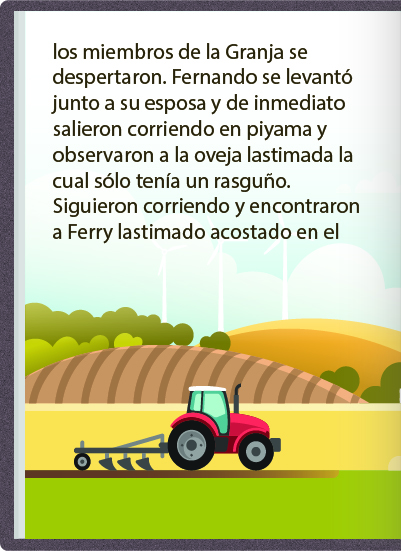 los miembros de la Granja se
despertaron. Fernando se levantó
junto a su esposa y de inmediato
salieron corriendo en piyama y
observaron a la oveja lastimada la
cual sólo tenía un rasguño.
Siguieron corriendo y encontraron
a Ferry lastimado acostado en el